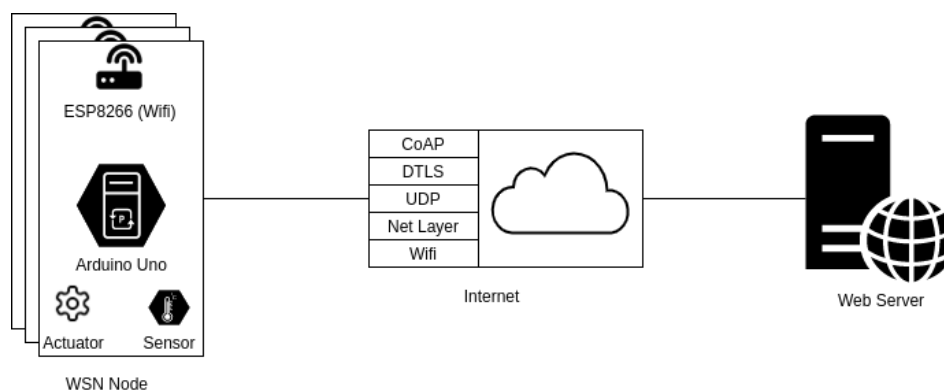 ESP8266 (Wifi)
Arduino Uno
P
°C
Actuator
Sensor
WSN Node
CoAP
DTLS
UDP
Net Layer
Wifi
Internet
Web Server